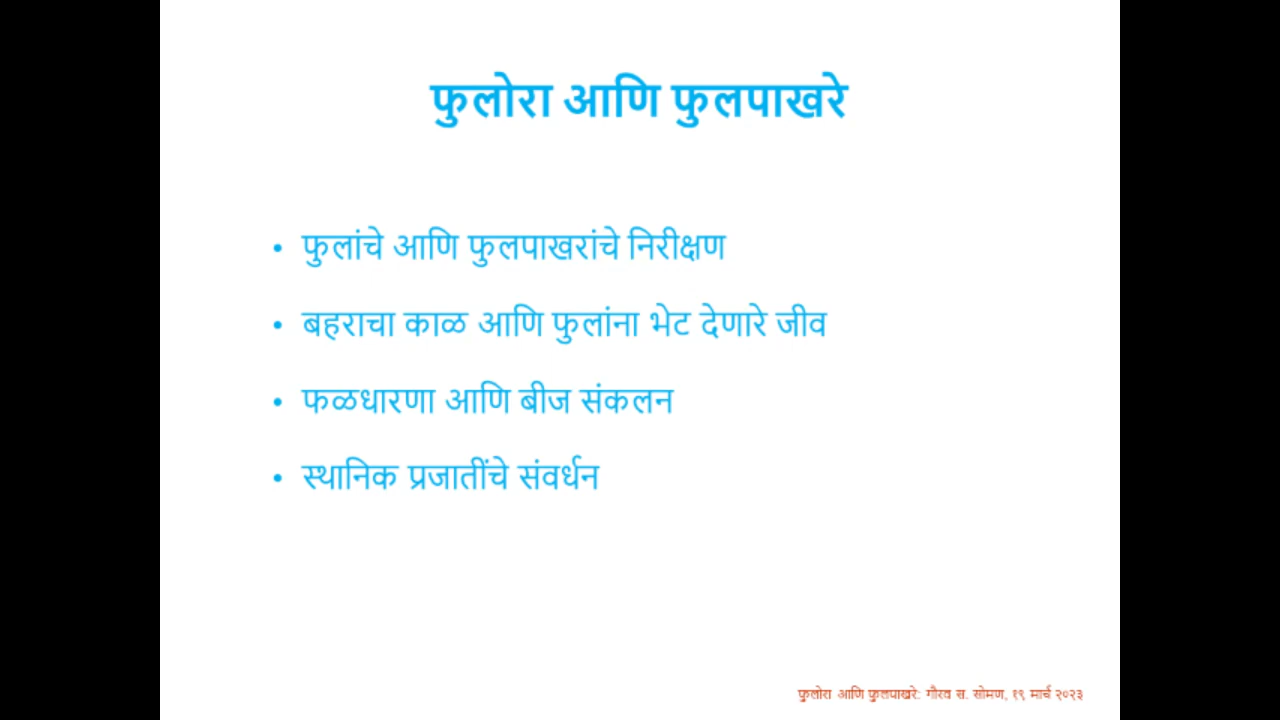 फुलोरा आणि फुलपाखरे
• फुलांचे आणि फुलपाखरांचे निरीक्षण
• बहराचा काळ आणि फुलांना भेट देणारे जीव
• फळधारणा आणि बीज संकलन
• स्थानिक प्रजातींचे संवर्धन
फुलोरा आणि फुलपाखरे: गौरव स. सोमण, १९ मार्च २०२३